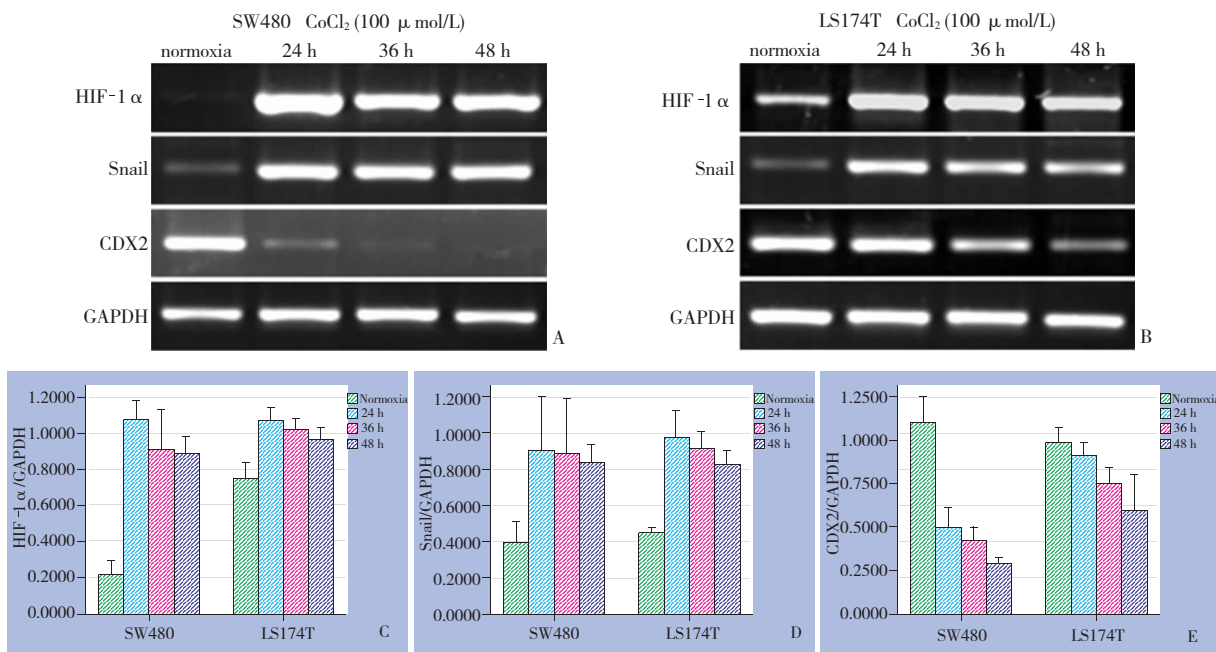 SW480 CoCl₂ (100 μ mol/L)
normoxia 24 h 36 h 48 h
HIF-1 α
Snail
CDX2
GAPDH
A
LS174T CoCl₂ (100 μ mol/L)
normoxia 24 h 36 h 48 h
HIF-1 α
Snail
CDX2
GAPDH
B
HIF-1 α/GAPDH
1.2000
1.0000
0.8000
0.6000
0.4000
0.2000
0.0000
SW480 LS174T
Normoxia
24 h
36 h
48 h
C
Snail/GAPDH
1.2000
1.0000
0.8000
0.6000
0.4000
0.2000
0.0000
SW480 LS174T
Normoxia
24 h
36 h
48 h
D
CDX2/GAPDH
1.2500
1.0000
0.7500
0.5000
0.2500
0.0000
SW480 LS174T
Normoxia
24 h
36 h
48 h
E